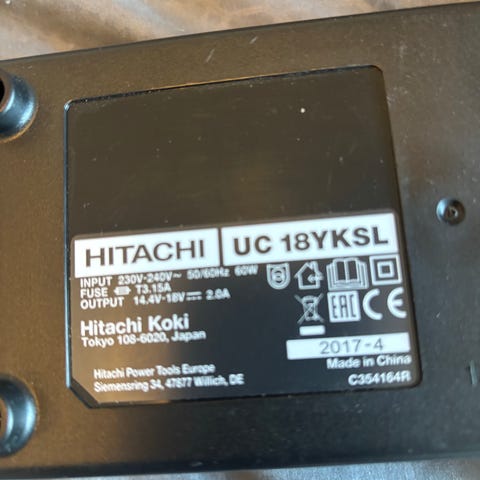 HITACHI UC 18YKSL
INPUT 230V-240V~ 50/60Hz 60W
FUSE T3.15A
OUTPUT 14.4V-18V⎓ 2.0A
Hitachi Koki
Tokyo 108-6020, Japan
EAC CE
2017-4
Made in China
Hitachi Power Tools Europe
Siemensring 34, 47877 Willich, DE
C354164R